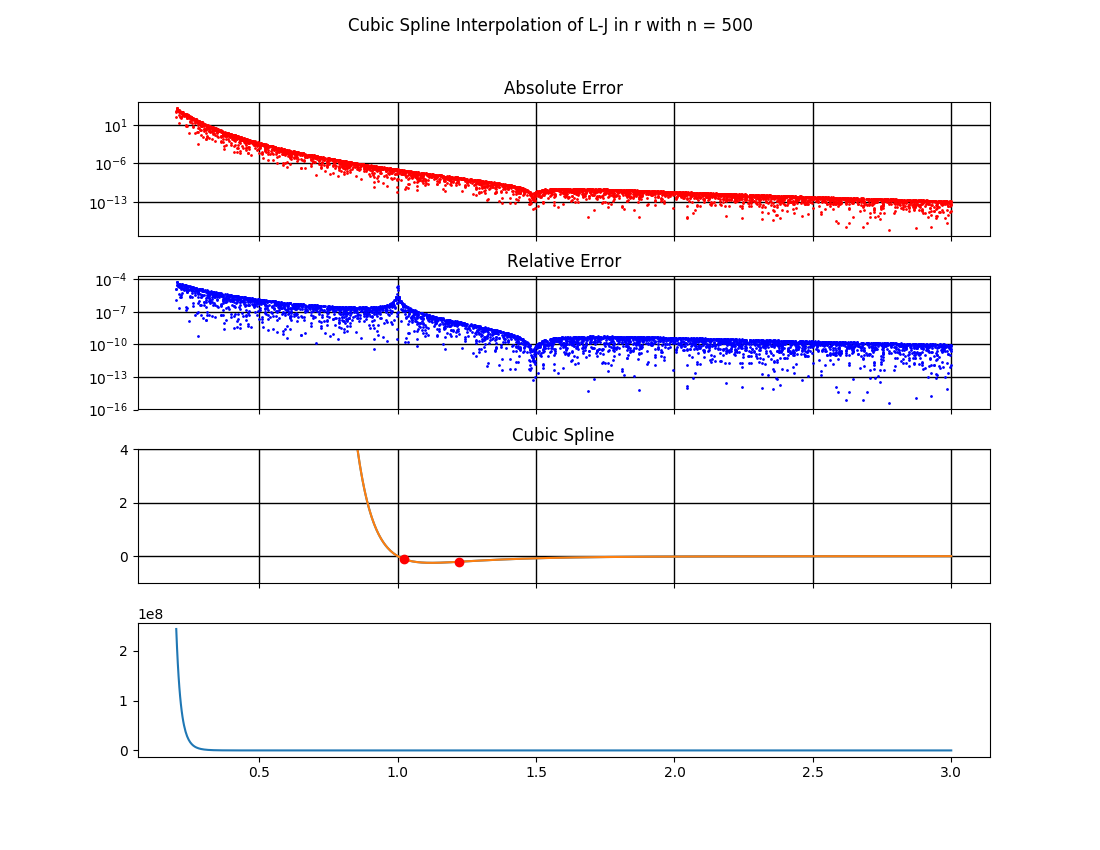 Cubic Spline Interpolation of L-J in r with n = 500
Absolute Error
10¹
10⁻⁶
10⁻¹³
Relative Error
10⁻⁴
10⁻⁷
10⁻¹⁰
10⁻¹³
10⁻¹⁶
Cubic Spline
4
2
0
1e8
2
1
0
0.5 1.0 1.5 2.0 2.5 3.0